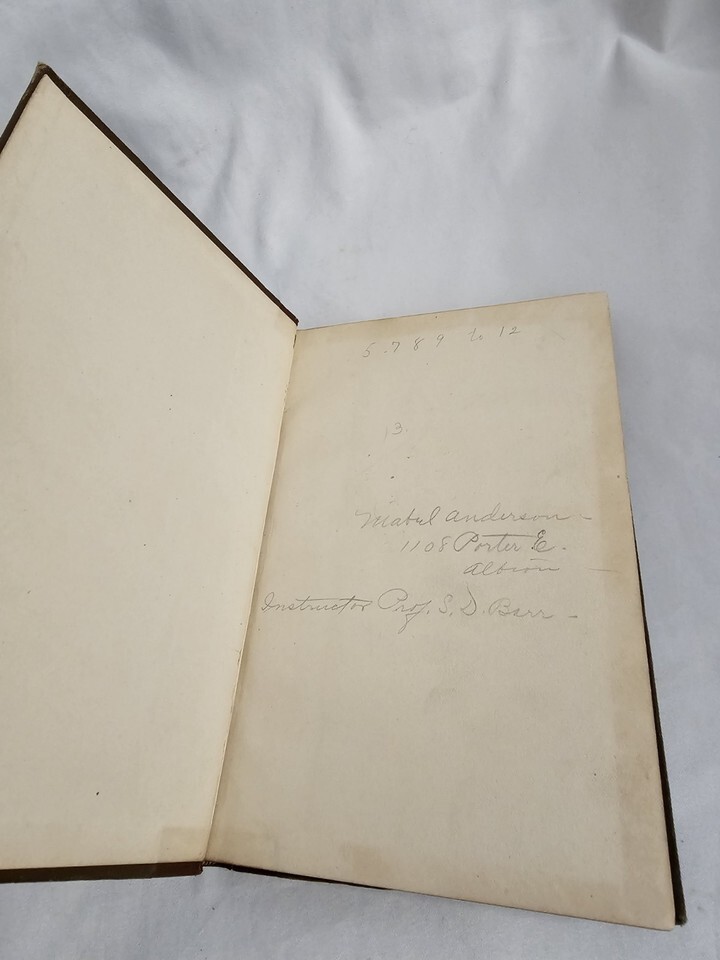 5.789 to 12
13.
Mabel Anderson -
1108 Porter E.
Albion -
Instructor Prof. S. D. Barr -